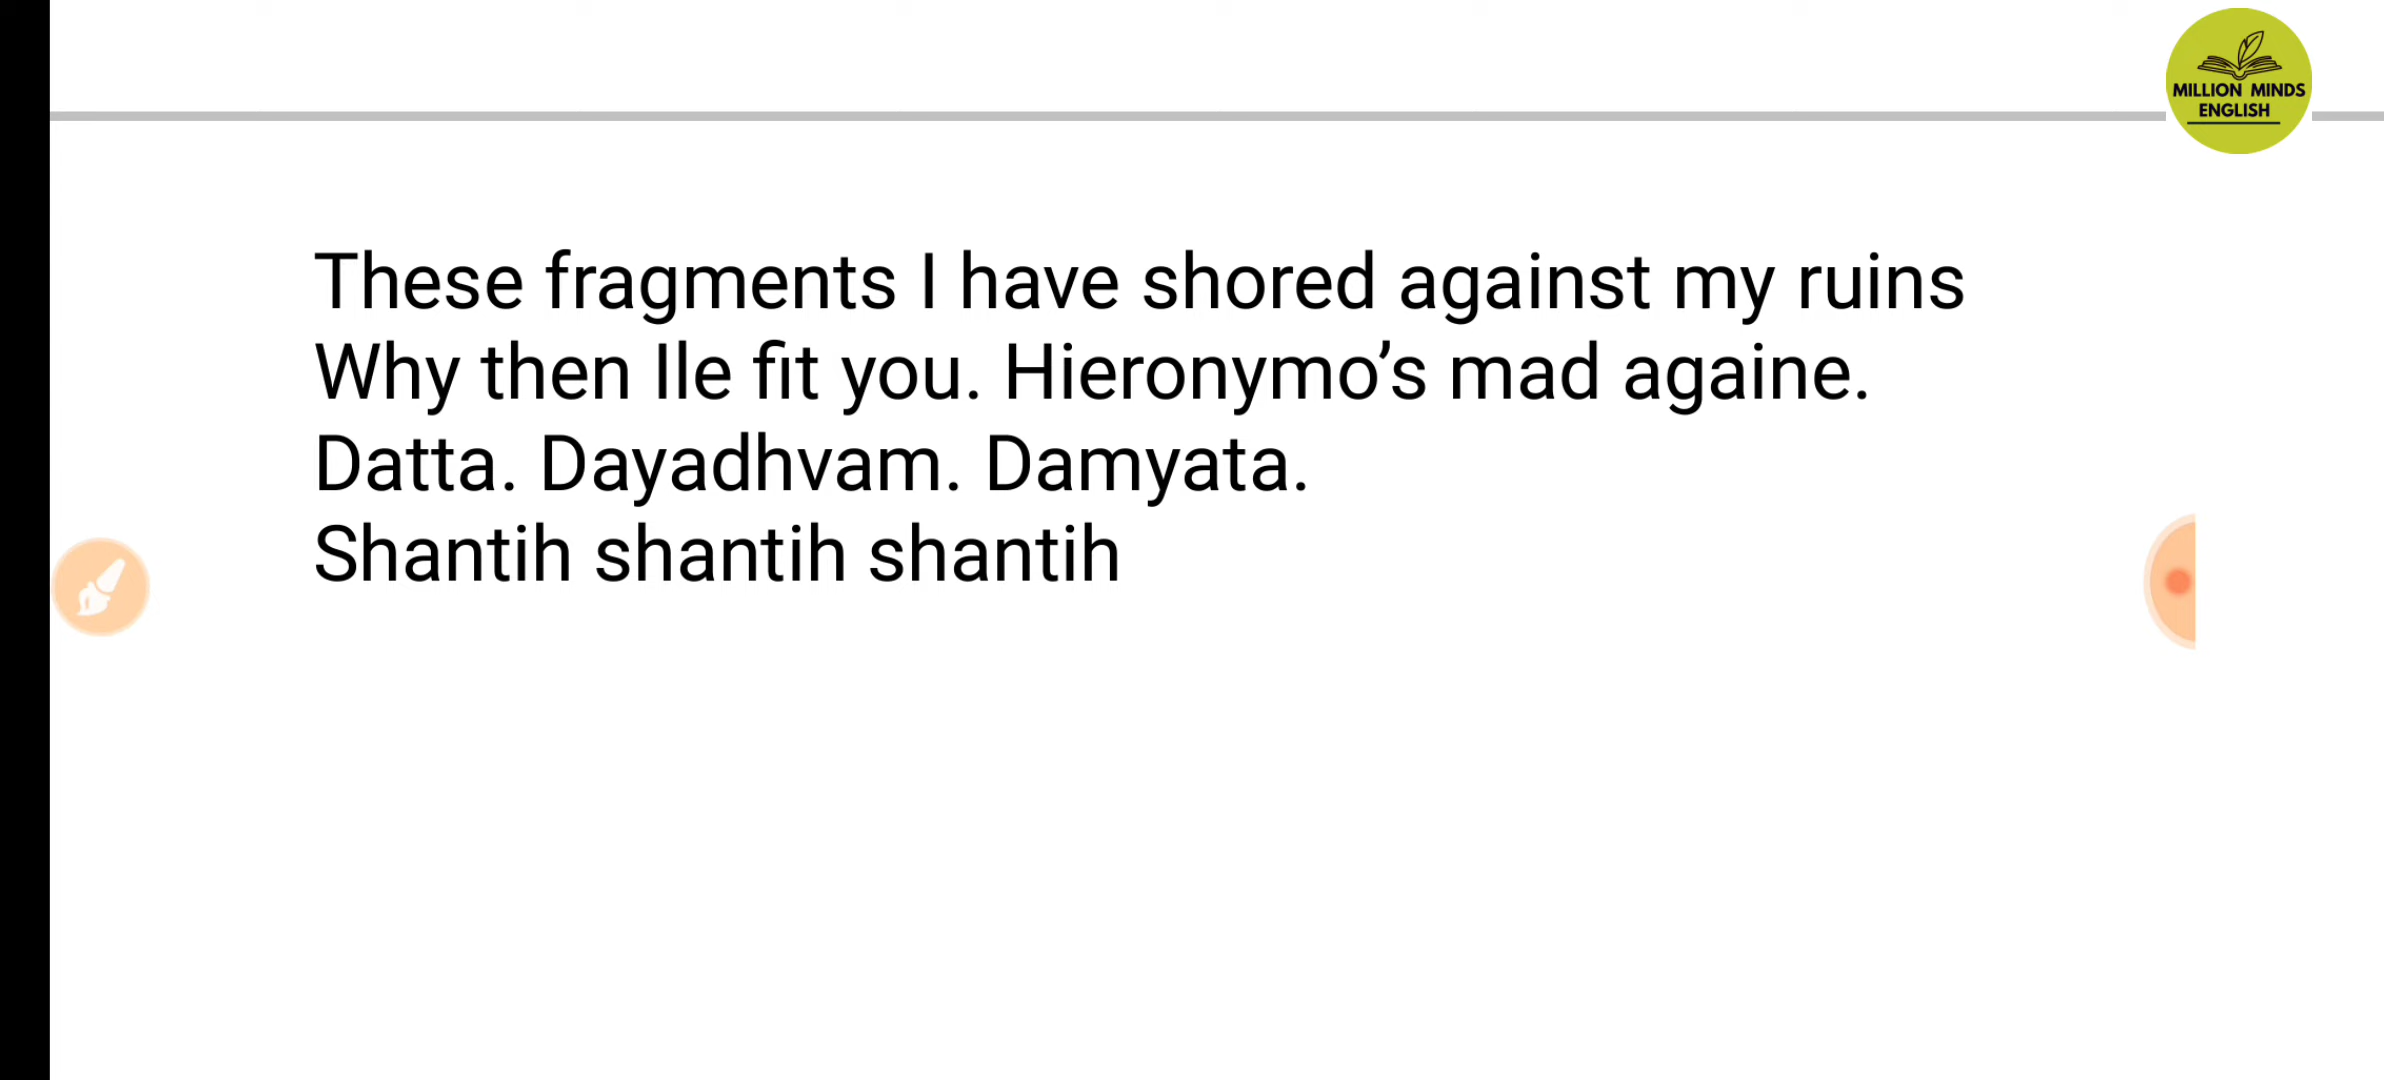 MILLION MINDS
ENGLISH
These fragments I have shored against my ruins
Why then Ile fit you. Hieronymo’s mad againe.
Datta. Dayadhvam. Damyata.
Shantih shantih shantih